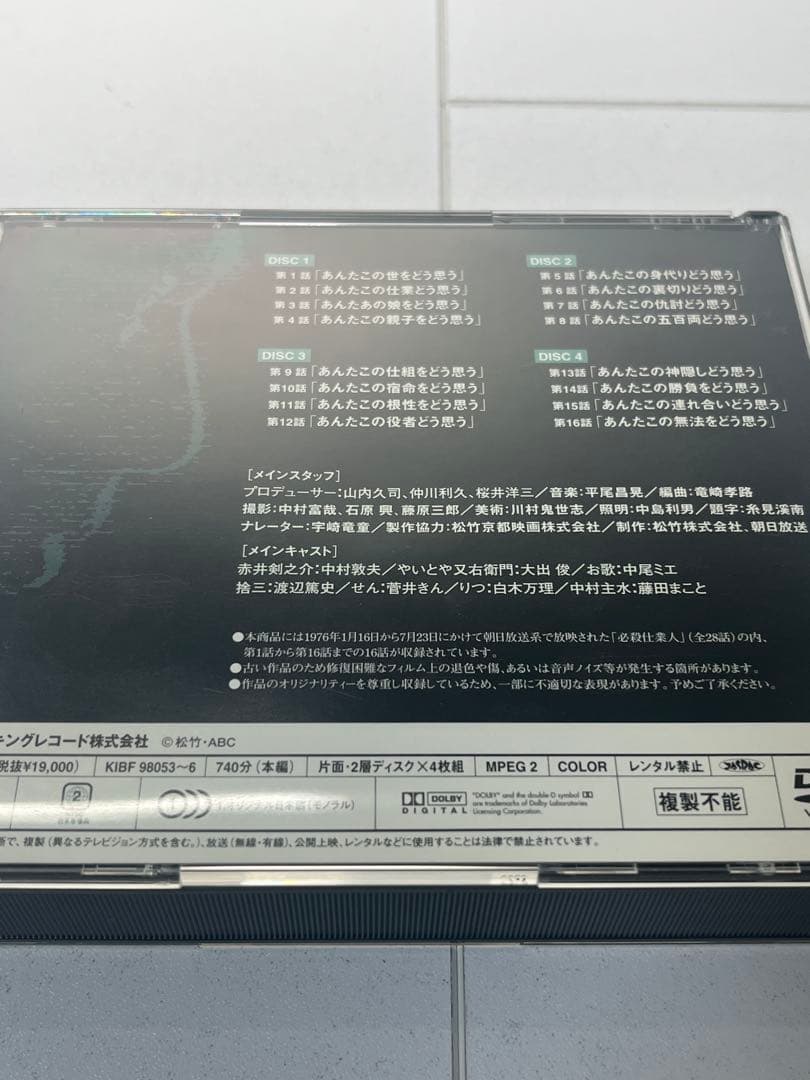 DISC 1
第1話「あんたこの世をどう思う」
第2話「あんたこの仕業どう思う」
第3話「あんたあの娘をどう思う」
第4話「あんたこの親子をどう思う」
DISC 2
第5話「あんたこの身代りどう思う」
第6話「あんたこの裏切りどう思う」
第7話「あんたこの仇討どう思う」
第8話「あんたこの五百両どう思う」
DISC 3
第9話「あんたこの仕組をどう思う」
第10話「あんたこの宿命をどう思う」
第11話「あんたこの根性をどう思う」
第12話「あんたこの役者どう思う」
DISC 4
第13話「あんたこの神隠しどう思う」
第14話「あんたこの勝負をどう思う」
第15話「あんたこの連れ合いどう思う」
第16話「あんたこの無法をどう思う」
[メインスタッフ]
プロデューサー:山内久司、仲川利久、桜井洋三／音楽:平尾昌晃／編曲:竜崎孝路
撮影:中村富哉、石原 興、藤原三郎／美術:川村鬼世志／照明:中島利男／題字:糸見溪南
ナレーター:宇崎竜童／製作協力:松竹京都映画株式会社／制作:松竹株式会社、朝日放送
[メインキャスト]
赤井剣之介:中村敦夫／やいとや又右衛門:大出 俊／お歌:中尾ミエ
捨三:渡辺篤史／せん:菅井きん／りつ:白木万理／中村主水:藤田まこと
●本商品には1976年1月16日から7月23日にかけて朝日放送系で放映された「必殺仕業人」(全28話)の内、
第1話から第16話までの16話が収録されています。
●古い作品のため修復困難なフィルム上の退色や傷、あるいは音声ノイズ等が発生する箇所があります。
●作品のオリジナリティーを尊重し収録しているため、一部に不適切な表現があります。予めご了承ください。
キングレコード株式会社 ©松竹・ABC
税抜¥19,000) KIBF 98053～6 740分(本編) 片面・2層ディスク×4枚組 MPEG 2 COLOR レンタル禁止 JASRAC
2 日本市場向 1.オリジナル日本語(モノラル) DOLBY DIGITAL "DOLBY" and the double-D symbol are trademarks of Dolby Laboratories Licensing Corporation. 複製不能
断で、複製(異なるテレビジョン方式を含む。)、放送(無線・有線)、公開上映、レンタルなどに使用することは法律で禁止されています。